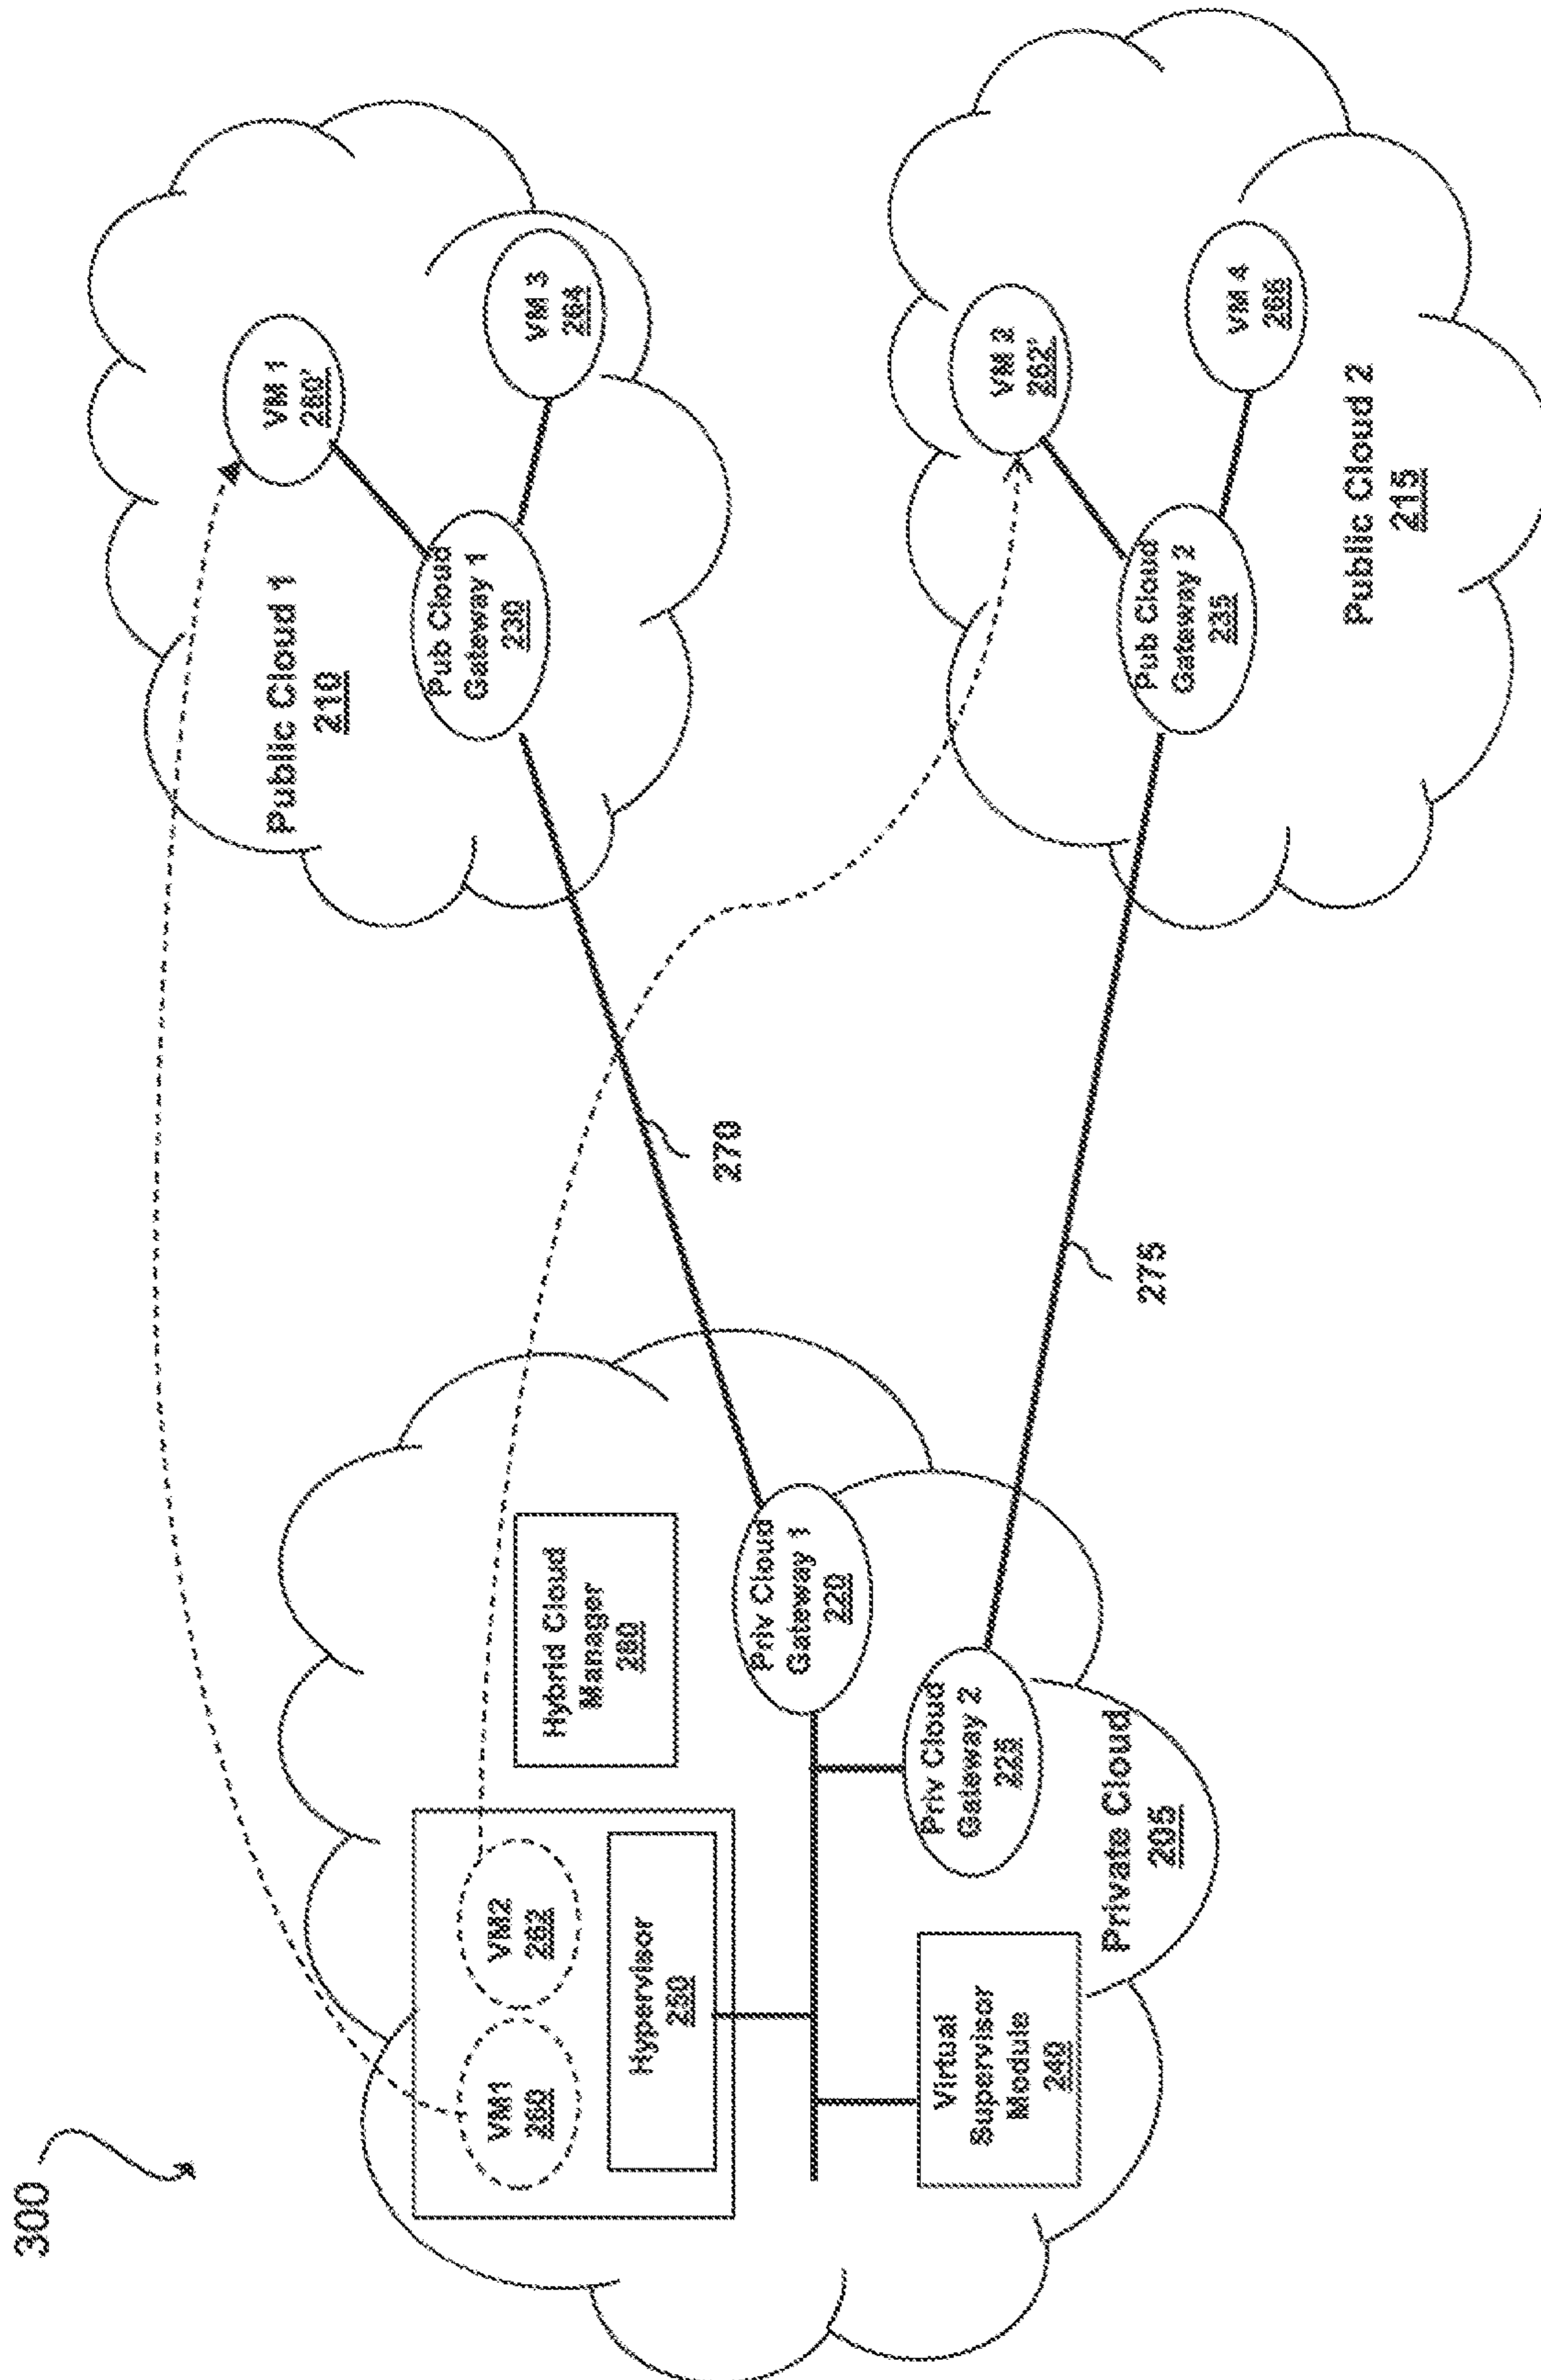 300
VM1
260
VM2
262
Hypervisor
Hybrid Cloud
Manager
Virtual
Supervisor
Module
240
Priv Cloud
Gateway 1
220
Priv Cloud
Gateway 2
225
Private Cloud
205
270
275
Public Cloud 1
210
Pub Cloud
Gateway 1
230
VM 1
260'
VM 3
264
Pub Cloud
Gateway 2
235
VM 2
262'
VM 4
266
Public Cloud 2
215